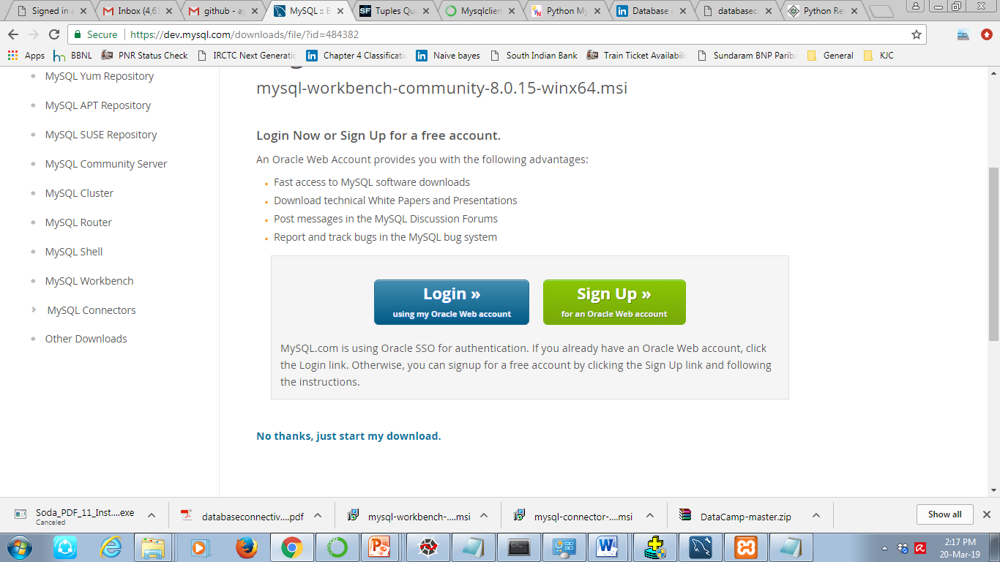 Signed in a
Inbox (4,6
github - ay
MySQL :: B
Tuples Que
Mysqlclien
Python My
Database c
databasec
Python Rel
Secure
https://dev.mysql.com/downloads/file/?id=484382
Apps
BBNL
PNR Status Check
IRCTC Next Generatic
Chapter 4 Classificatic
Naive bayes
South Indian Bank
Train Ticket Availabili
Sundaram BNP Pariba
General
KJC
MySQL Yum Repository
MySQL APT Repository
MySQL SUSE Repository
MySQL Community Server
MySQL Cluster
MySQL Router
MySQL Shell
MySQL Workbench
MySQL Connectors
Other Downloads
mysql-workbench-community-8.0.15-winx64.msi
Login Now or Sign Up for a free account.
An Oracle Web Account provides you with the following advantages:
Fast access to MySQL software downloads
Download technical White Papers and Presentations
Post messages in the MySQL Discussion Forums
Report and track bugs in the MySQL bug system
Login »
using my Oracle Web account
Sign Up »
for an Oracle Web account
MySQL.com is using Oracle SSO for authentication. If you already have an Oracle Web account, click
the Login link. Otherwise, you can signup for a free account by clicking the Sign Up link and following
the instructions.
No thanks, just start my download.
Soda_PDF_11_Inst....exe
Canceled
databaseconnectiv....pdf
mysql-workbench-....msi
mysql-connector-....msi
DataCamp-master.zip
Show all
2:17 PM
20-Mar-19